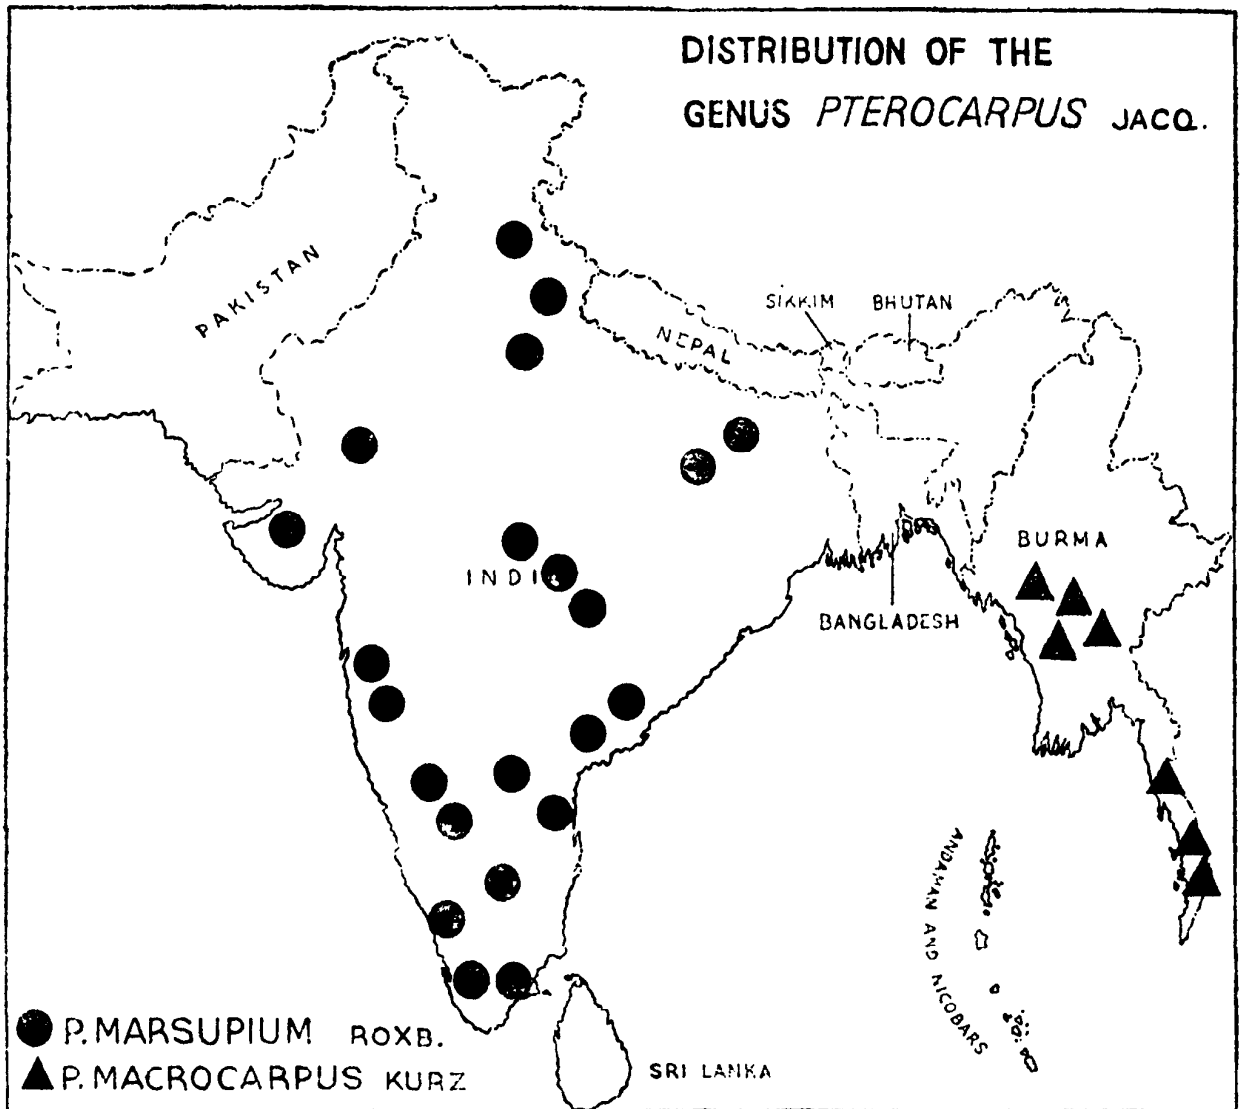 DISTRIBUTION OF THE
GENUS PTEROCARPUS JACQ.
PAKISTAN
SIKKIM
BHUTAN
NEPAL
BURMA
INDI
BANGLADESH
ANDAMAN AND NICOBARS
P. MARSUPIUM ROXB.
P. MACROCARPUS KURZ
SRI LANKA